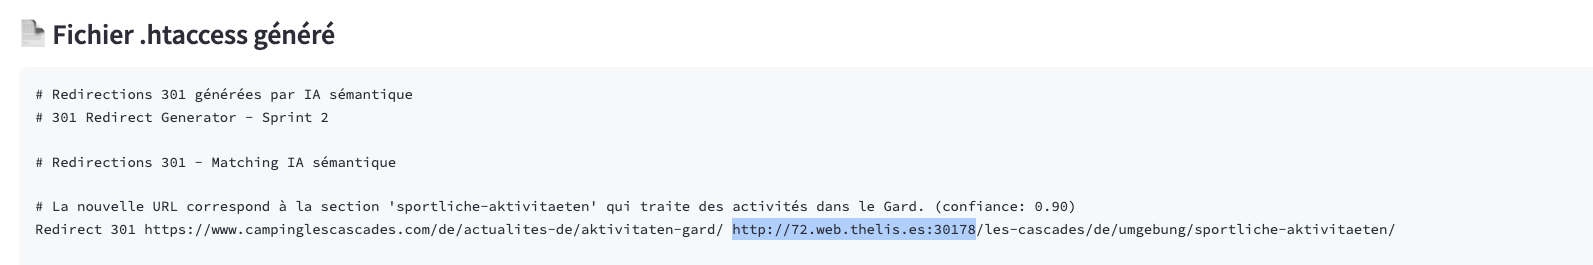 Fichier .htaccess généré
# Redirections 301 générées par IA sémantique
# 301 Redirect Generator - Sprint 2
# Redirections 301 - Matching IA sémantique
# La nouvelle URL correspond à la section 'sportliche-aktivitaeten' qui traite des activités dans le Gard. (confiance: 0.90)
Redirect 301 https://www.campinglescascades.com/de/actualites-de/aktivitaten-gard/ http://72.web.thelis.es:30178/les-cascades/de/umgebung/sportliche-aktivitaeten/